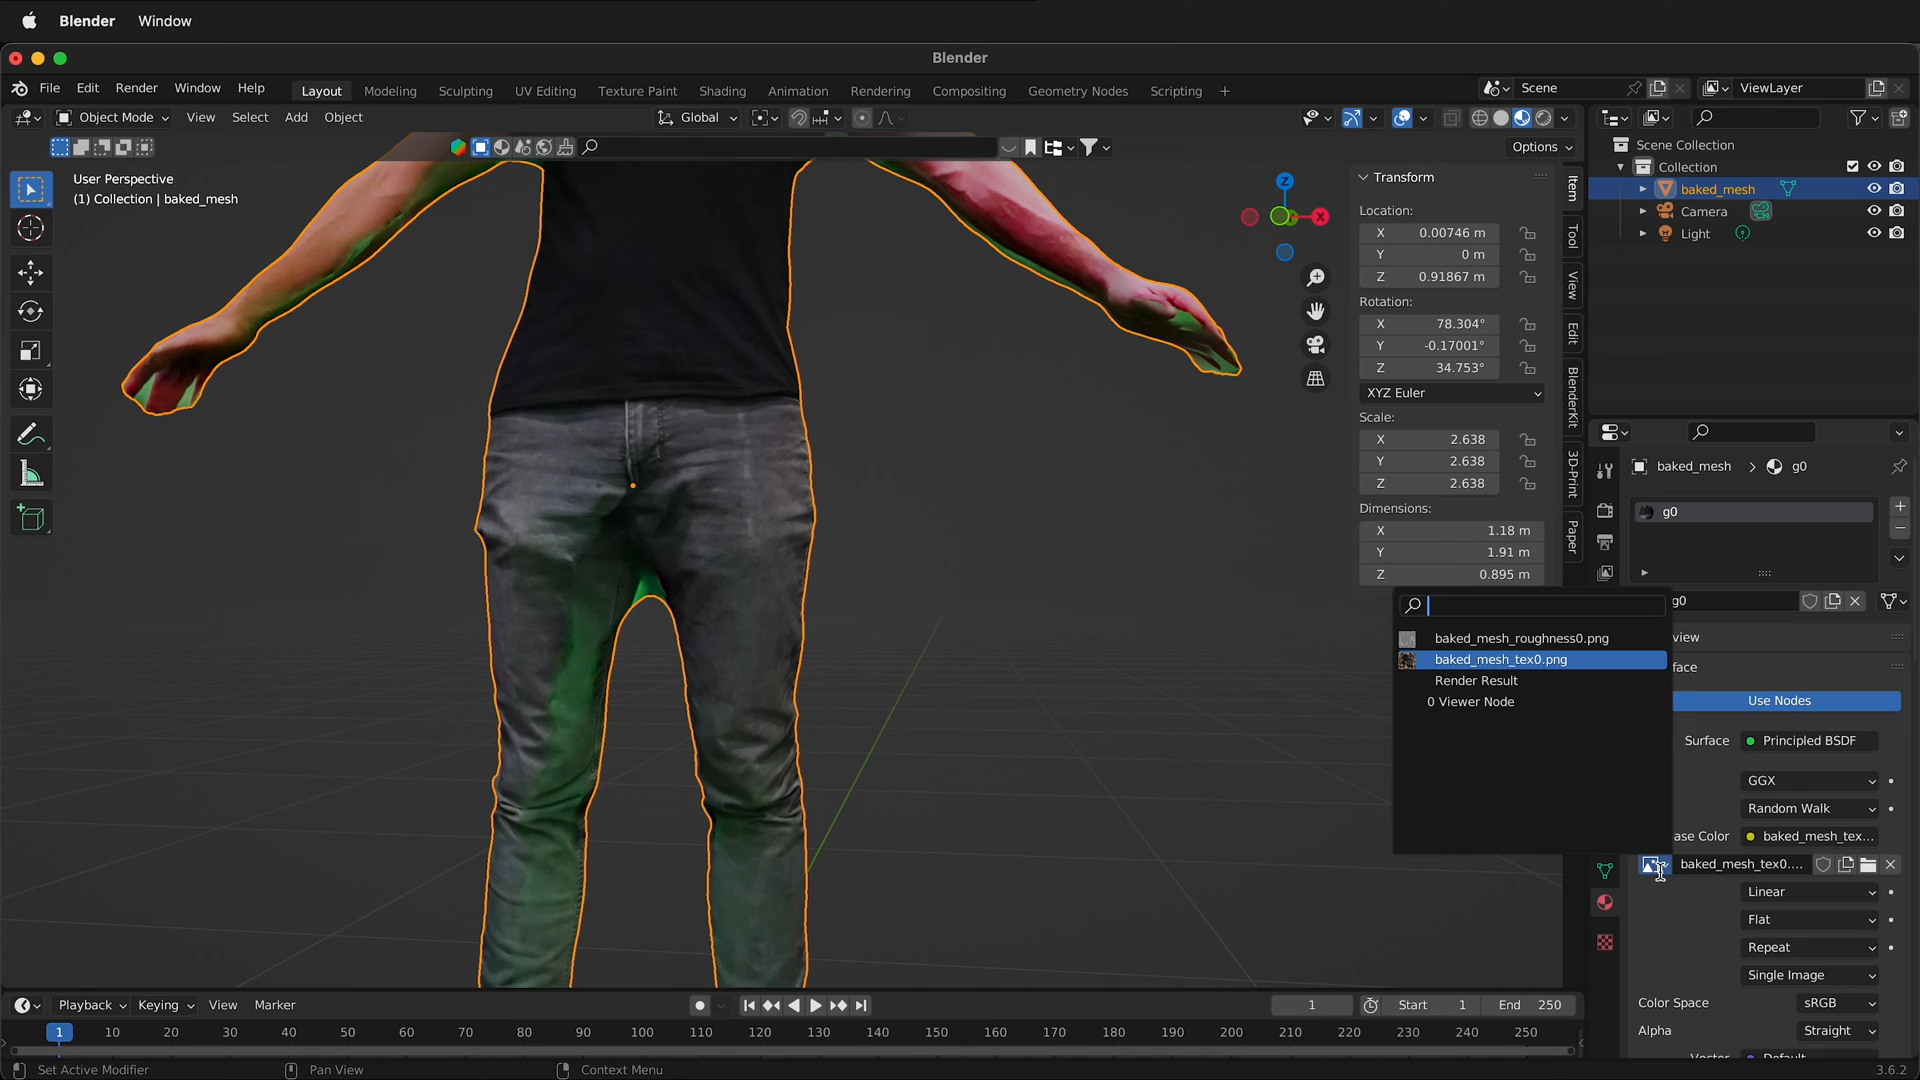 Blender Window
Blender
File Edit Render Window Help Layout Modeling Sculpting UV Editing Texture Paint Shading Animation Rendering Compositing Geometry Nodes Scripting + Scene ViewLayer
Object Mode View Select Add Object Global
Options
User Perspective
(1) Collection | baked_mesh
Z
X
Transform
Location:
X 0.00746 m
Y 0 m
Z 0.91867 m
Rotation:
X 78.304°
Y -0.17001°
Z 34.753°
XYZ Euler
Scale:
X 2.638
Y 2.638
Z 2.638
Dimensions:
X 1.18 m
Y 1.91 m
Z 0.895 m
Item
Tool
View
Edit
BlenderKit
3D-Print
Paper
Scene Collection
Collection
baked_mesh
Camera
Light
baked_mesh > g0
g0
g0
view
face
Use Nodes
Surface Principled BSDF
GGX
Random Walk
ase Color baked_mesh_tex...
baked_mesh_tex0....
Linear
Flat
Repeat
Single Image
Color Space sRGB
Alpha Straight
Vector Default
baked_mesh_roughness0.png
baked_mesh_tex0.png
Render Result
0 Viewer Node
Playback Keying View Marker 1 Start 1 End 250
1 10 20 30 40 50 60 70 80 90 100 110 120 130 140 150 160 170 180 190 200 210 220 230 240 250
Set Active Modifier Pan View Context Menu 3.6.2